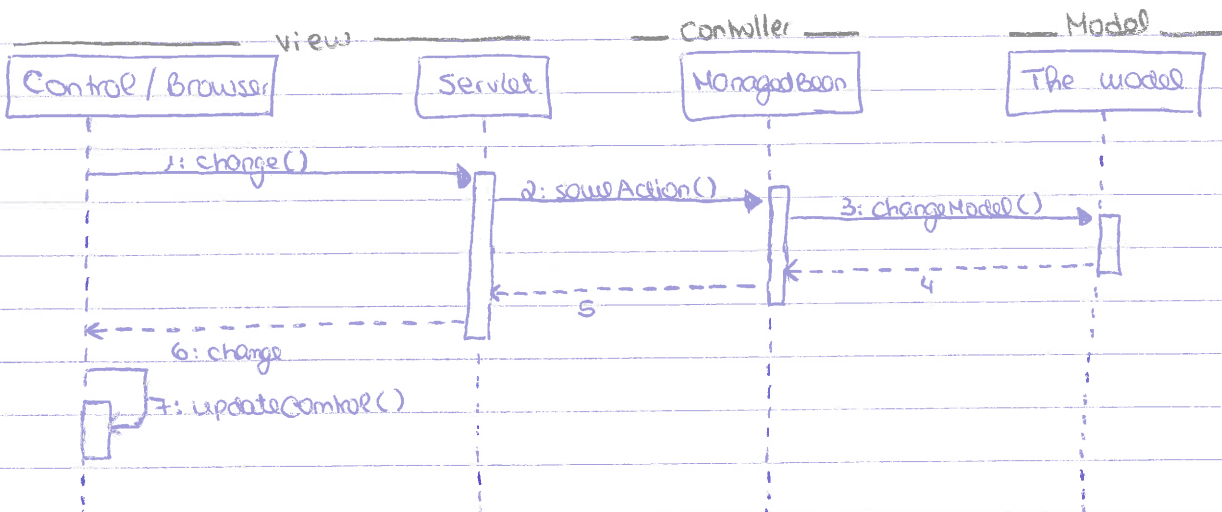 View Controller Model
Control / Browser Servlet ManagedBean The model
1: change()
2: saveAction()
3: changeModel()
4
5
6: change
7: updateControl()